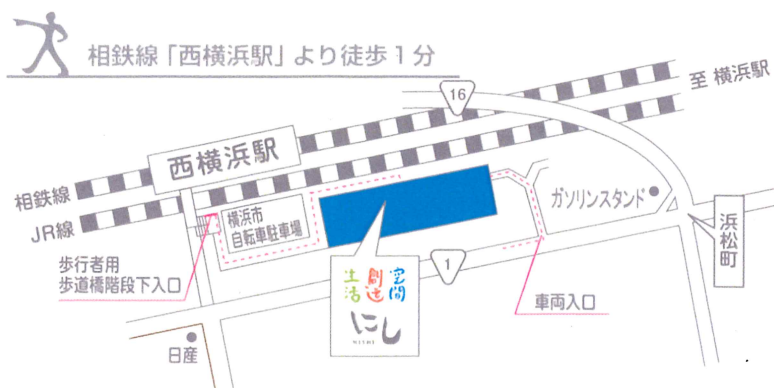 相鉄線「西横浜駅」より徒歩1分
16
至 横浜駅
西横浜駅
相鉄線
JR線
横浜市
自転車駐車場
ガソリンスタンド
浜松町
歩行者用
歩道橋階段下入口
1
生活創造空間
にし
NISHI
車両入口
日産